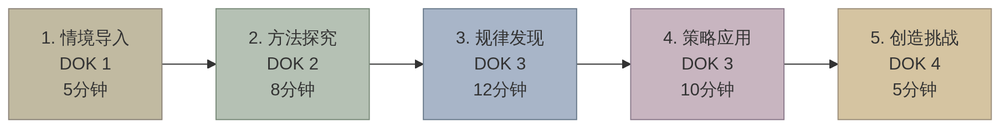 1. 情境导入
DOK 1
5分钟
2. 方法探究
DOK 2
8分钟
3. 规律发现
DOK 3
12分钟
4. 策略应用
DOK 3
10分钟
5. 创造挑战
DOK 4
5分钟